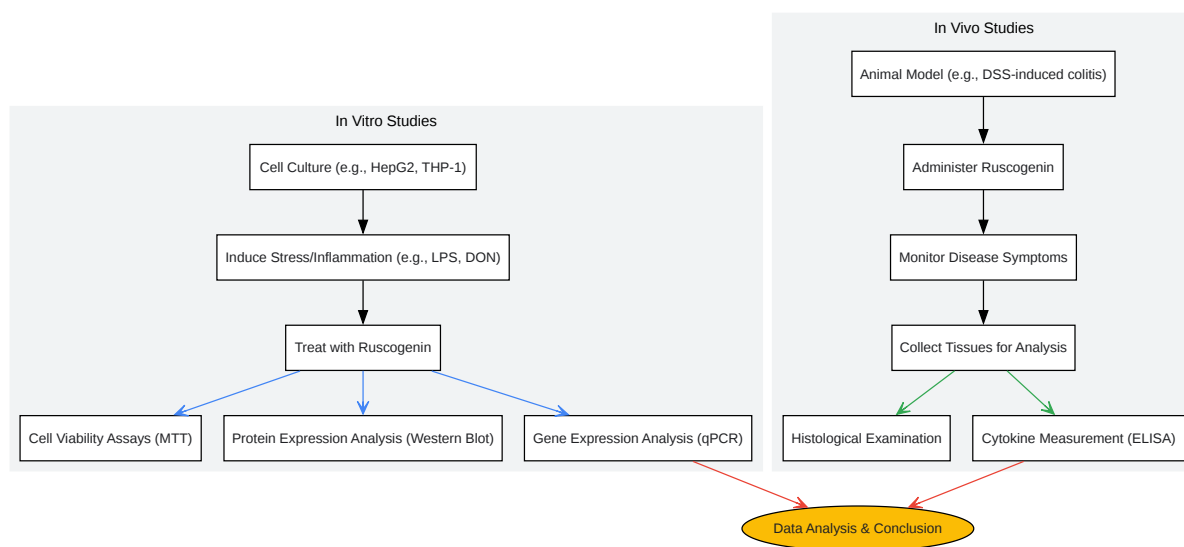 In Vitro Studies
Cell Culture (e.g., HepG2, THP-1)
Induce Stress/Inflammation (e.g., LPS, DON)
Treat with Ruscogenin
Cell Viability Assays (MTT)
Protein Expression Analysis (Western Blot)
Gene Expression Analysis (qPCR)
In Vivo Studies
Animal Model (e.g., DSS-induced colitis)
Administer Ruscogenin
Monitor Disease Symptoms
Collect Tissues for Analysis
Histological Examination
Cytokine Measurement (ELISA)
Data Analysis & Conclusion